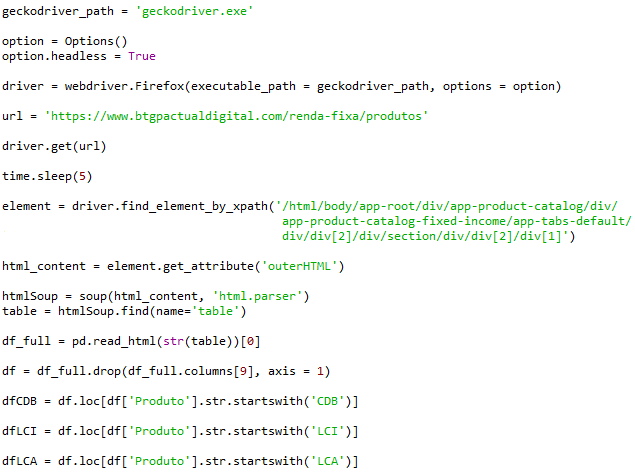 geckodriver_path = 'geckodriver.exe'
option = Options()
option.headless = True
driver = webdriver.Firefox(executable_path = geckodriver_path, options = option)
url = 'https://www.btgpactualdigital.com/renda-fixa/produtos'
driver.get(url)
time.sleep(5)
element = driver.find_element_by_xpath('/html/body/app-root/div/app-product-catalog/div/
app-product-catalog-fixed-income/app-tabs-default/
div/div[2]/div/section/div/div[2]/div[1]')
html_content = element.get_attribute('outerHTML')
htmlSoup = soup(html_content, 'html.parser')
table = htmlSoup.find(name='table')
df_full = pd.read_html(str(table))[0]
df = df_full.drop(df_full.columns[9], axis = 1)
dfCDB = df.loc[df['Produto'].str.startswith('CDB')]
dfLCI = df.loc[df['Produto'].str.startswith('LCI')]
dfLCA = df.loc[df['Produto'].str.startswith('LCA')]